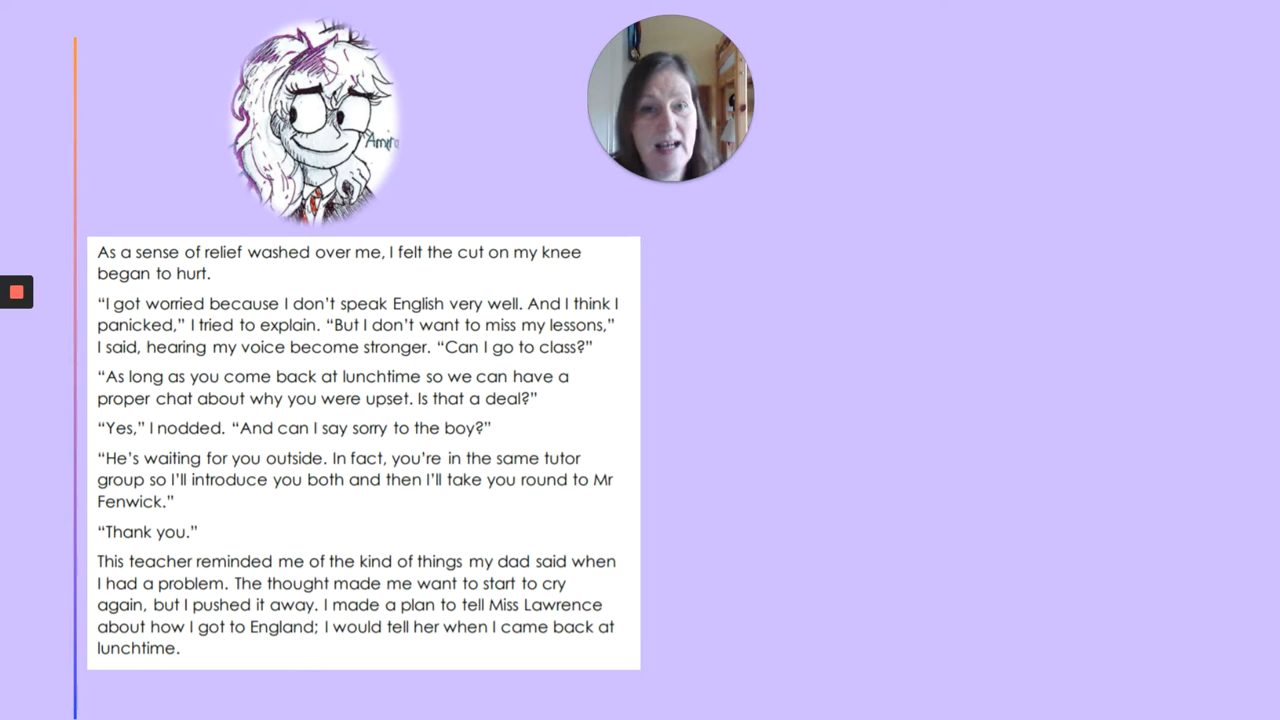 Amira
As a sense of relief washed over me, I felt the cut on my knee
began to hurt.
“I got worried because I don’t speak English very well. And I think I
panicked,” I tried to explain. “But I don’t want to miss my lessons,”
I said, hearing my voice become stronger. “Can I go to class?”
“As long as you come back at lunchtime so we can have a
proper chat about why you were upset. Is that a deal?”
“Yes,” I nodded. “And can I say sorry to the boy?”
“He’s waiting for you outside. In fact, you’re in the same tutor
group so I’ll introduce you both and then I’ll take you round to Mr
Fenwick.”
“Thank you.”
This teacher reminded me of the kind of things my dad said when
I had a problem. The thought made me want to start to cry
again, but I pushed it away. I made a plan to tell Miss Lawrence
about how I got to England; I would tell her when I came back at
lunchtime.